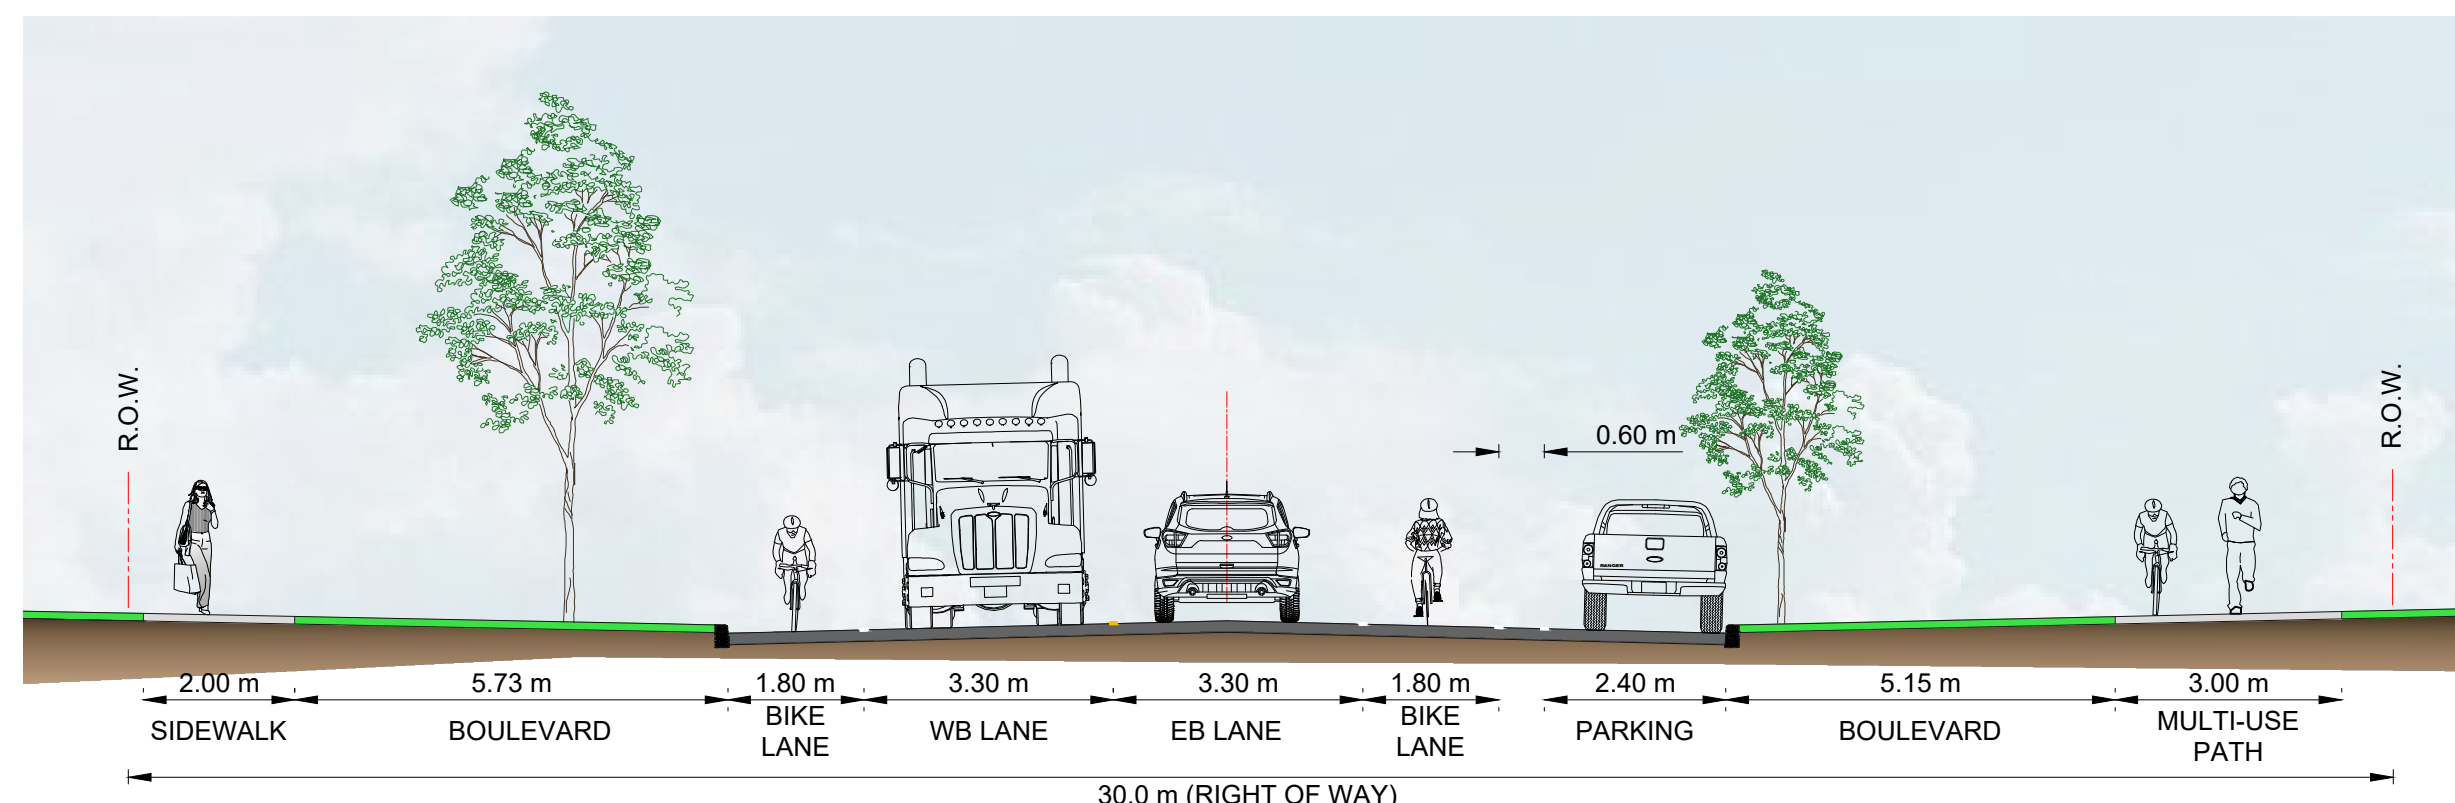 R.O.W.
R.O.W.
0.60 m
RANGER
2.00 m
5.73 m
1.80 m
3.30 m
3.30 m
1.80 m
2.40 m
5.15 m
3.00 m
SIDEWALK
BOULEVARD
BIKE
LANE
WB LANE
EB LANE
BIKE
LANE
PARKING
BOULEVARD
MULTI-USE
PATH
30.0 m (RIGHT OF WAY)